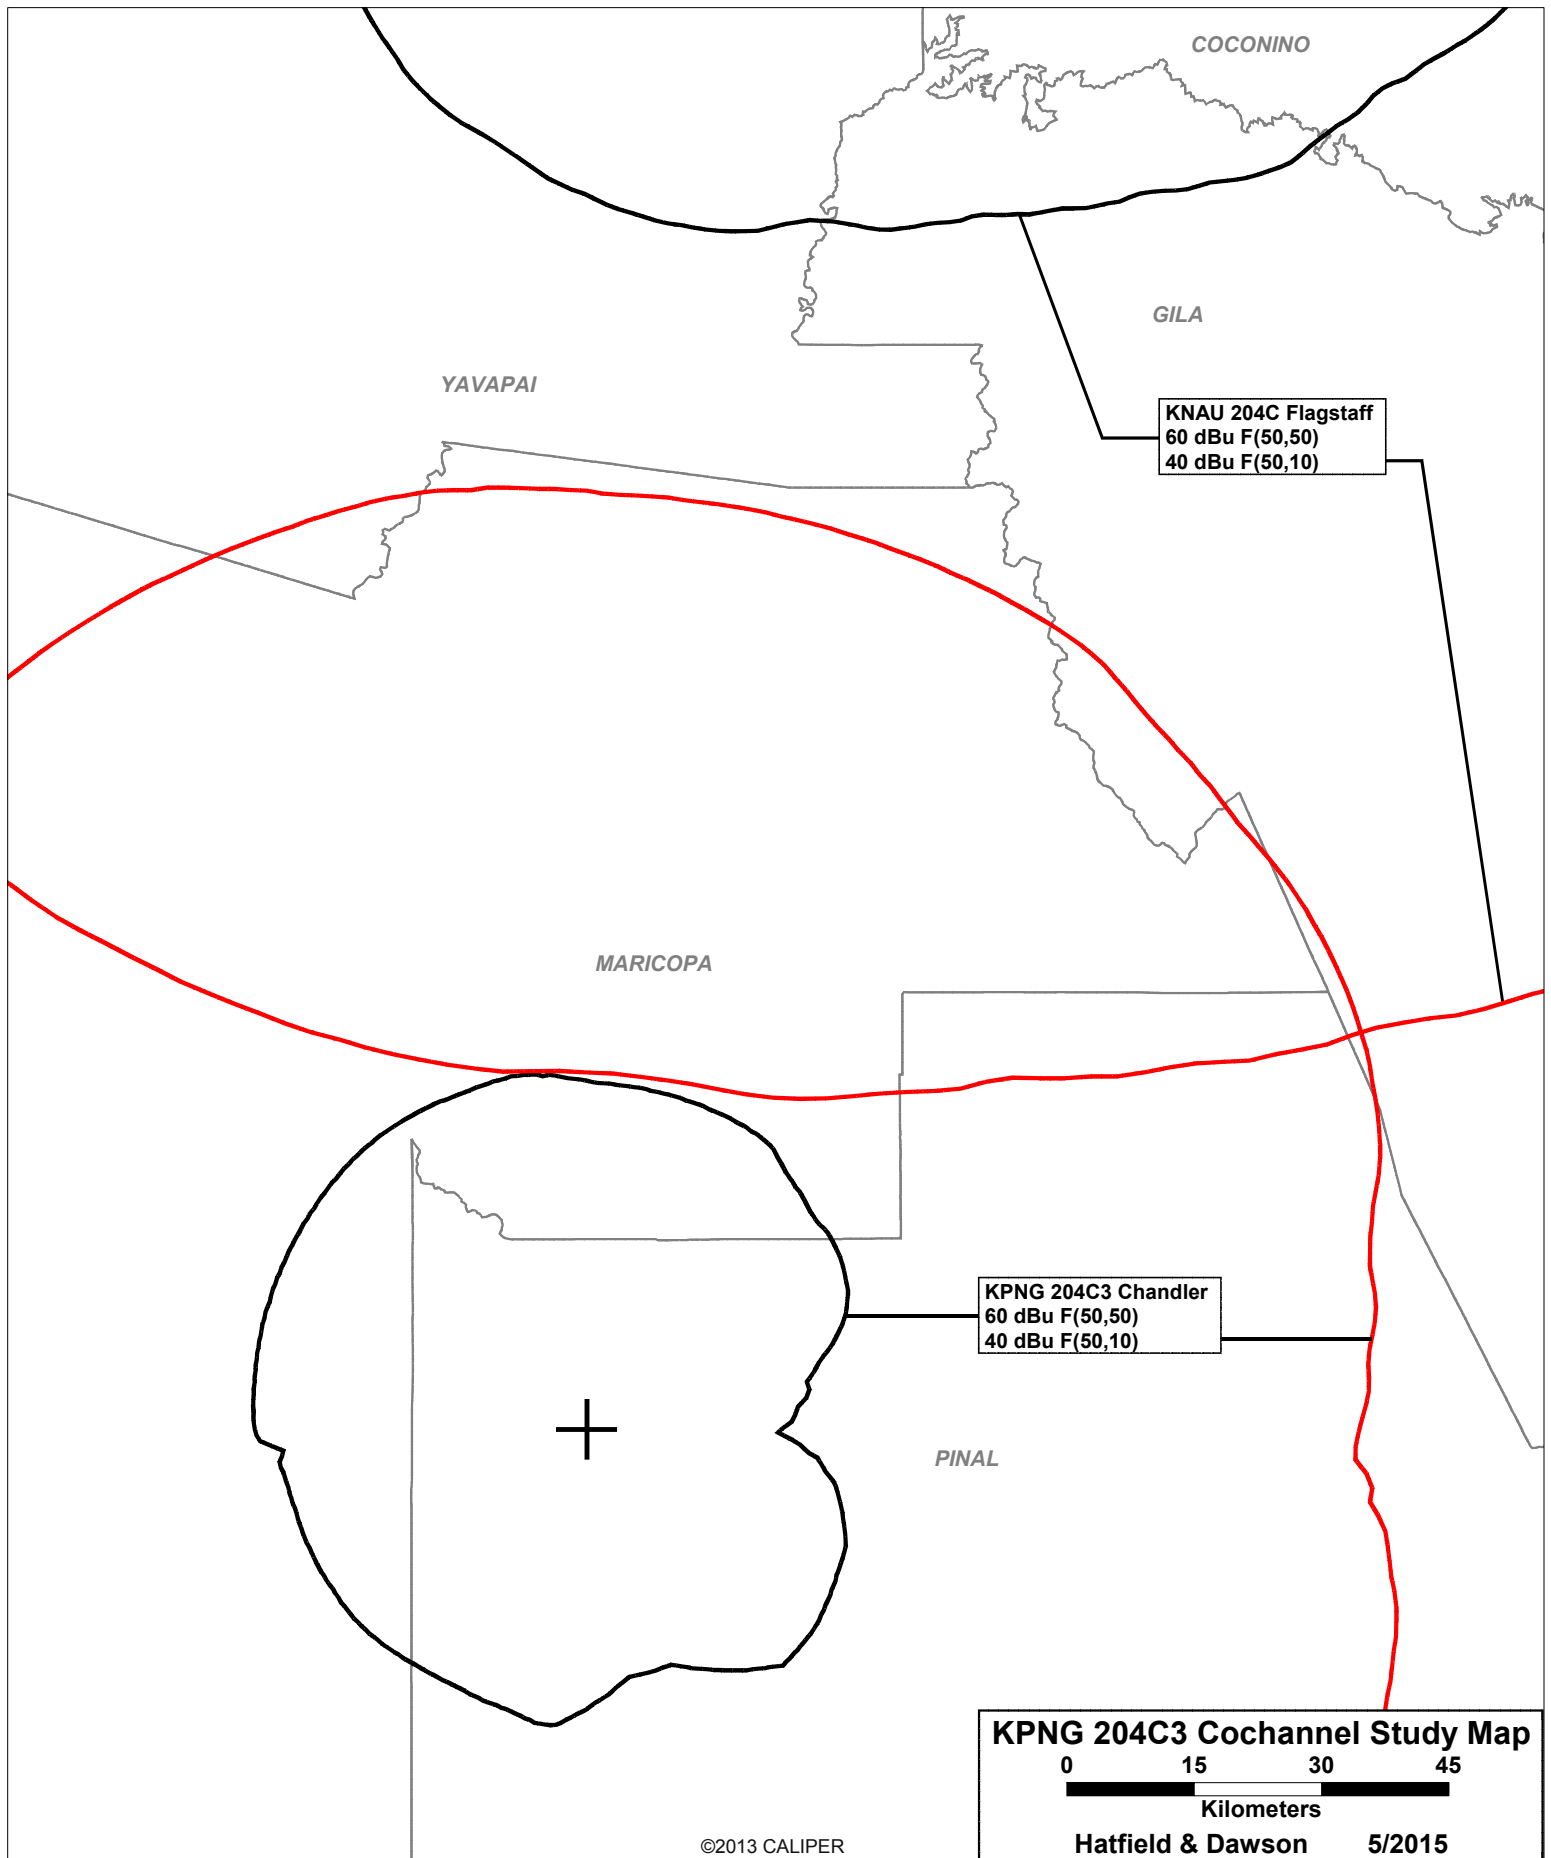 COCONINO
GILA
YAVAPAI
KNAU 204C Flagstaff
60 dBu F(50,50)
40 dBu F(50,10)
MARICOPA
KPNG 204C3 Chandler
60 dBu F(50,50)
40 dBu F(50,10)
PINAL
KPNG 204C3 Cochannel Study Map
0 15 30 45
Kilometers
Hatfield & Dawson 5/2015
©2013 CALIPER